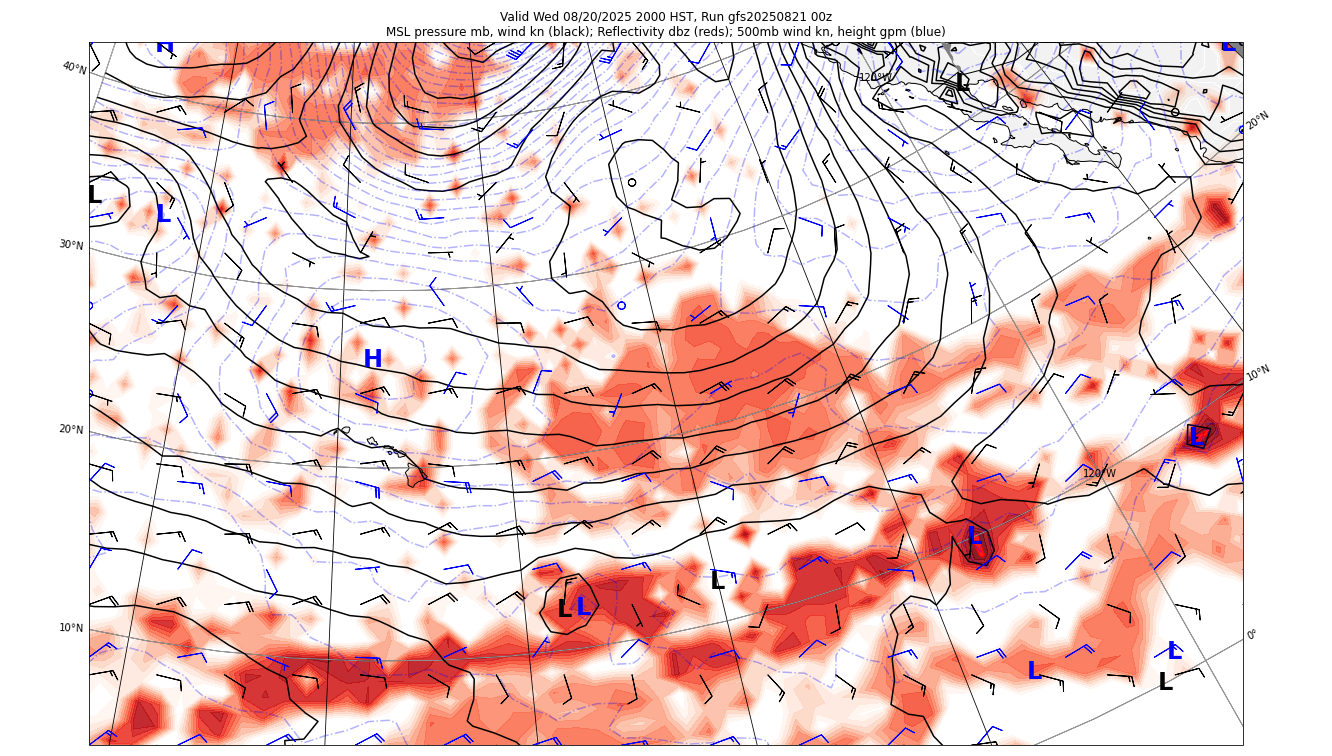 Valid Wed 08/20/2025 2000 HST, Run gfs20250821 00z
MSL pressure mb, wind kn (black); Reflectivity dbz (reds); 500mb wind kn, height gpm (blue)
H
L
40°N
120°W
L
20°N
L
L
30°N
H
10°N
20°N
L
120°W
L
L
L
L
10°N
0°
L
L
L